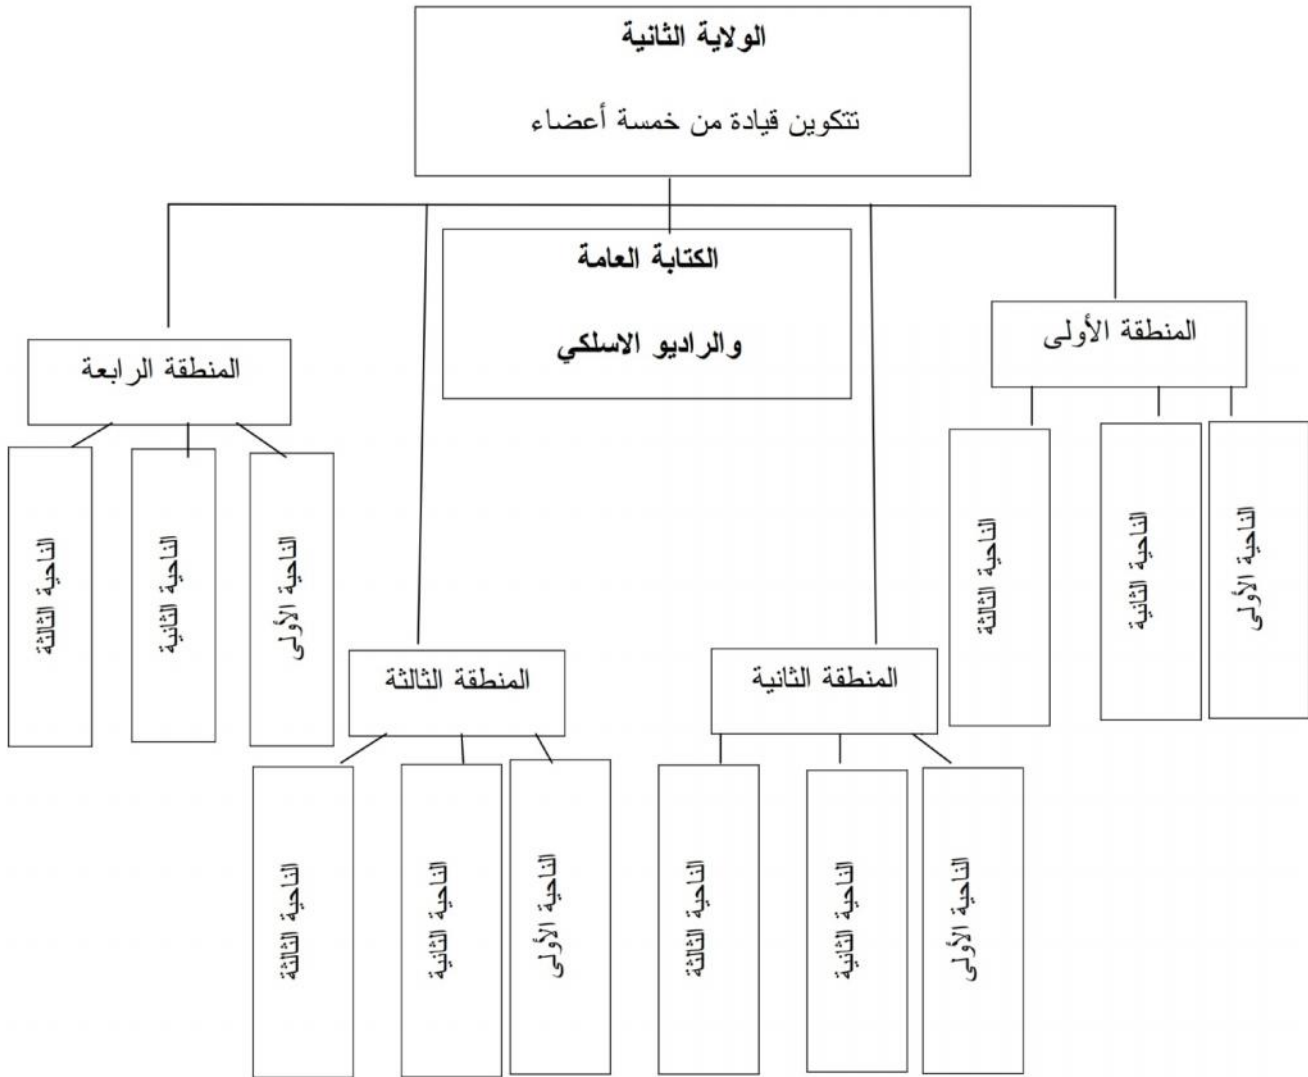 الولاية الثانية
تتكوين قيادة من خمسة أعضاء
الكتابة العامة
والراديو الاسلكي
المنطقة الأولى
الناحية الأولى
الناحية الثانية
الناحية الثالثة
المنطقة الثانية
الناحية الأولى
الناحية الثانية
الناحية الثالثة
المنطقة الثالثة
الناحية الأولى
الناحية الثانية
الناحية الثالثة
المنطقة الرابعة
الناحية الأولى
الناحية الثانية
الناحية الثالثة